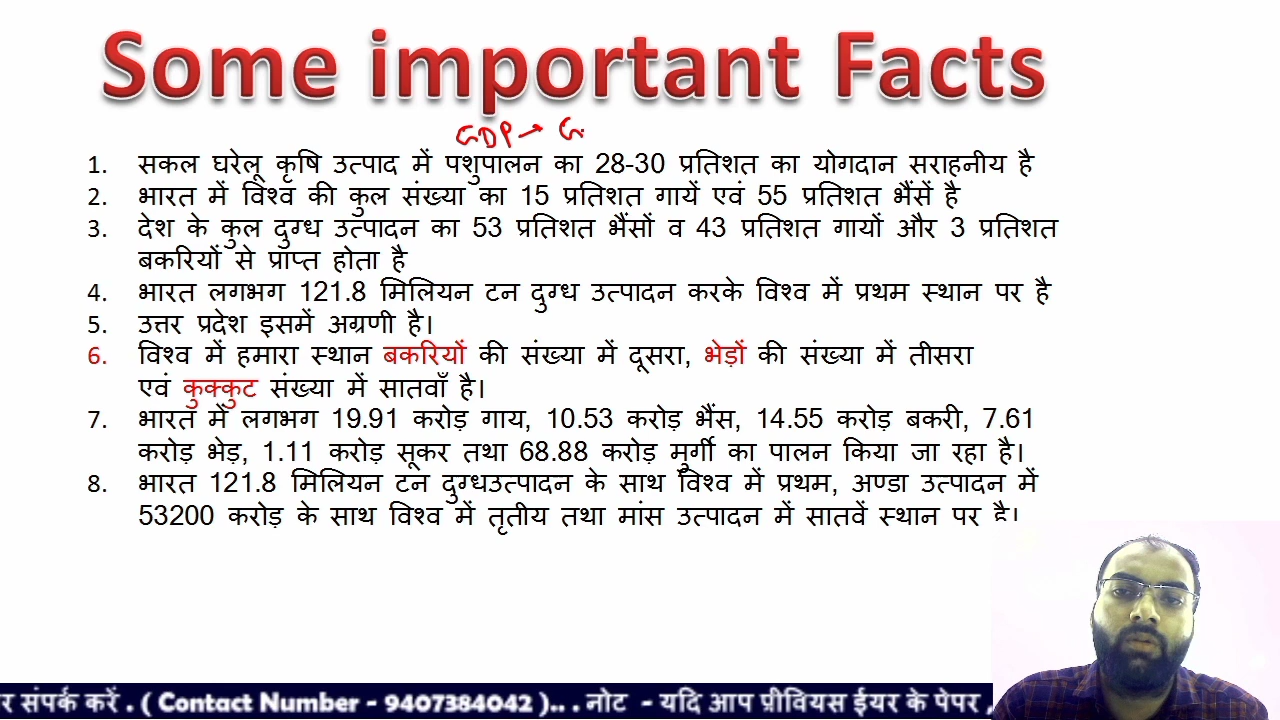 Some important Facts
GDP → G.
1. सकल घरेलू कृषि उत्पाद में पशुपालन का 28-30 प्रतिशत का योगदान सराहनीय है
2. भारत में विश्व की कुल संख्या का 15 प्रतिशत गायें एवं 55 प्रतिशत भैंसें है
3. देश के कुल दुग्ध उत्पादन का 53 प्रतिशत भैंसों व 43 प्रतिशत गायों और 3 प्रतिशत
बकरियों से प्राप्त होता है
4. भारत लगभग 121.8 मिलियन टन दुग्ध उत्पादन करके विश्व में प्रथम स्थान पर है
5. उत्तर प्रदेश इसमें अग्रणी है।
6. विश्व में हमारा स्थान बकरियों की संख्या में दूसरा, भेड़ों की संख्या में तीसरा
एवं कुक्कुट संख्या में सातवाँ है।
7. भारत में लगभग 19.91 करोड़ गाय, 10.53 करोड़ भैंस, 14.55 करोड़ बकरी, 7.61
करोड़ भेड़, 1.11 करोड़ सूकर तथा 68.88 करोड़ मुर्गी का पालन किया जा रहा है।
8. भारत 121.8 मिलियन टन दुग्धउत्पादन के साथ विश्व में प्रथम, अण्डा उत्पादन में
53200 करोड़ के साथ विश्व में तृतीय तथा मांस उत्पादन में सातवें स्थान पर है।
र संपर्क करें . ( Contact Number - 9407384042 ).. . नोट - यदि आप प्रीवियस ईयर के पेपर ,